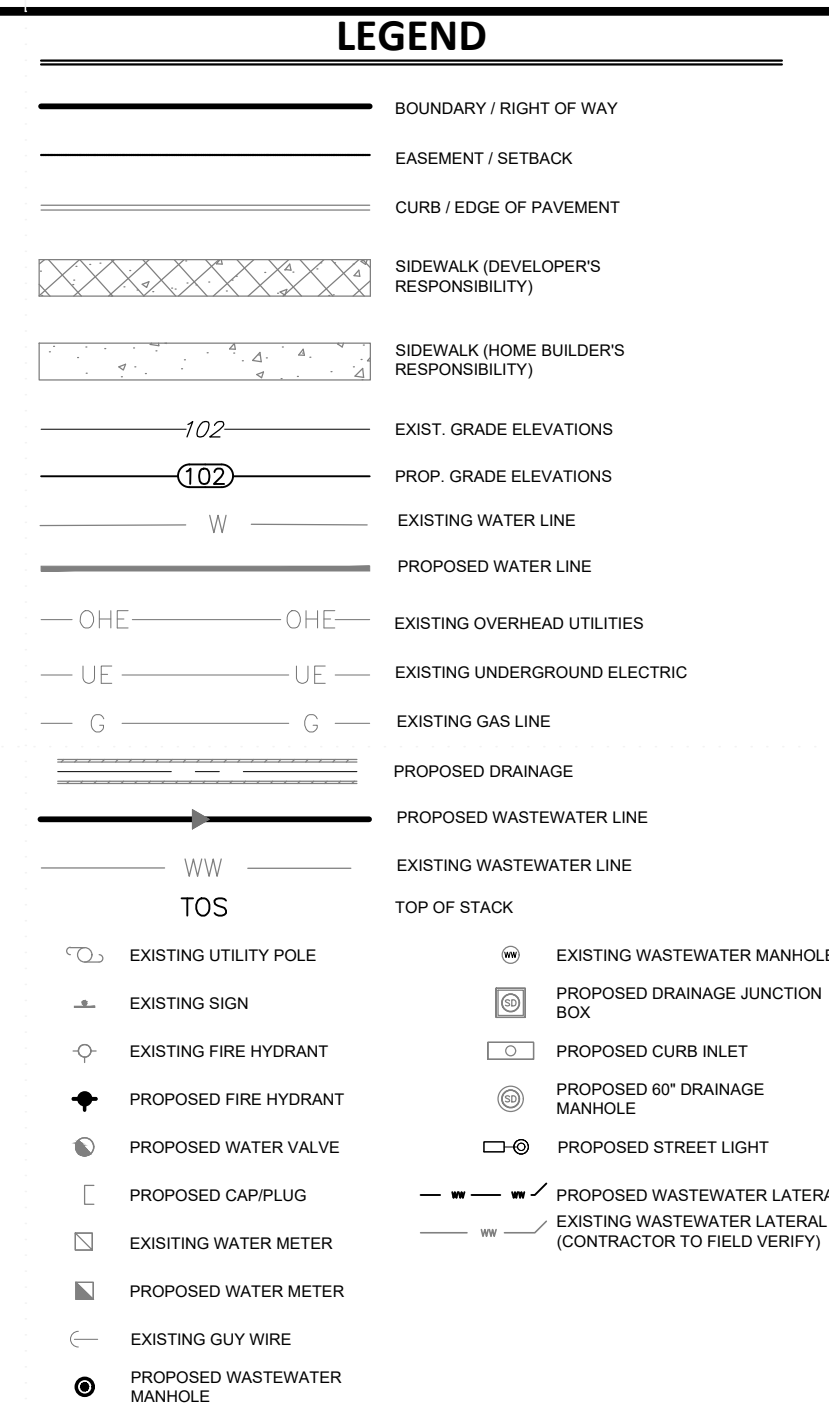 LEGEND
BOUNDARY / RIGHT OF WAY
EASEMENT / SETBACK
CURB / EDGE OF PAVEMENT
SIDEWALK (DEVELOPER'S
RESPONSIBILITY)
SIDEWALK (HOME BUILDER'S
RESPONSIBILITY)
102 EXIST. GRADE ELEVATIONS
102 PROP. GRADE ELEVATIONS
W EXISTING WATER LINE
PROPOSED WATER LINE
OHE OHE EXISTING OVERHEAD UTILITIES
UE UE EXISTING UNDERGROUND ELECTRIC
G G EXISTING GAS LINE
PROPOSED DRAINAGE
PROPOSED WASTEWATER LINE
WW EXISTING WASTEWATER LINE
TOS TOP OF STACK
EXISTING UTILITY POLE
EXISTING SIGN
EXISTING FIRE HYDRANT
PROPOSED FIRE HYDRANT
PROPOSED WATER VALVE
PROPOSED CAP/PLUG
EXISITING WATER METER
PROPOSED WATER METER
EXISTING GUY WIRE
PROPOSED WASTEWATER
MANHOLE
WW EXISTING WASTEWATER MANHOLE
SD PROPOSED DRAINAGE JUNCTION
BOX
PROPOSED CURB INLET
SD PROPOSED 60" DRAINAGE
MANHOLE
PROPOSED STREET LIGHT
WW WW PROPOSED WASTEWATER LATERA
WW EXISTING WASTEWATER LATERAL
(CONTRACTOR TO FIELD VERIFY)